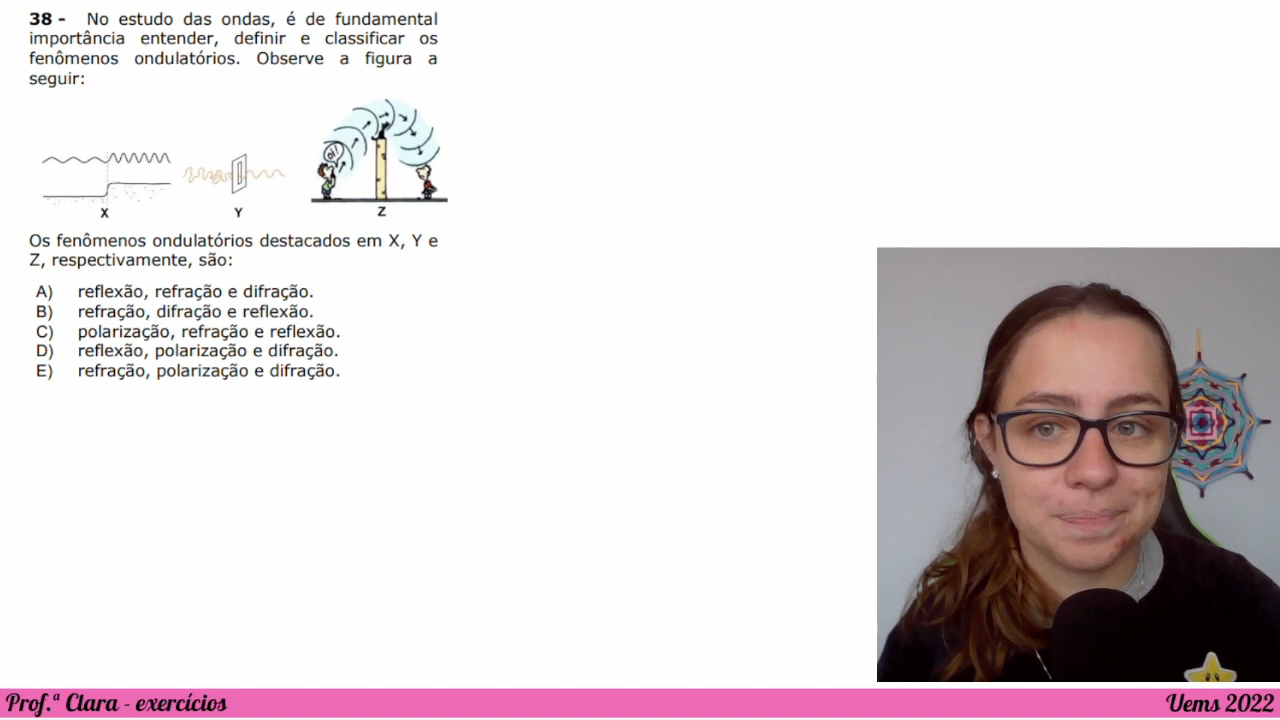 38 - No estudo das ondas, é de fundamental
importância entender, definir e classificar os
fenômenos ondulatórios. Observe a figura a
seguir:
OI!
X
Y
Z
Os fenômenos ondulatórios destacados em X, Y e
Z, respectivamente, são:
A) reflexão, refração e difração.
B) refração, difração e reflexão.
C) polarização, refração e reflexão.
D) reflexão, polarização e difração.
E) refração, polarização e difração.
Prof.ª Clara - exercícios
Uems 2022